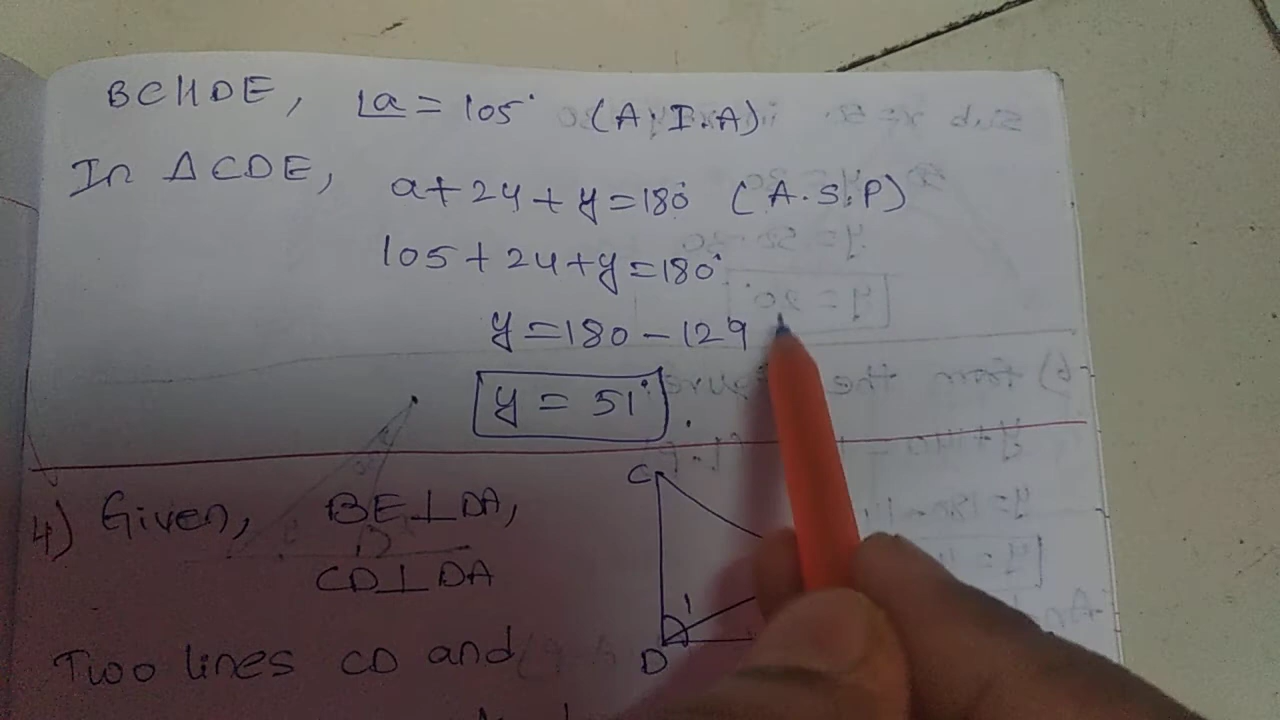 BC||DE, ∠a = 105° (A.I.A)
In ΔCDE, a+24+y=180° (A.S.P)
105+24+y=180°
y=180-129
y = 51°.
4) Given, BE⊥DA,
CD⊥DA
C
1
D
Two lines CD and